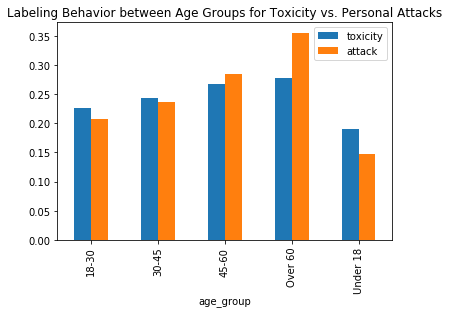 Labeling Behavior between Age Groups for Toxicity vs. Personal Attacks
toxicity
attack
0.35
0.30
0.25
0.20
0.15
0.10
0.05
0.00
18-30
30-45
45-60
Over 60
Under 18
age_group